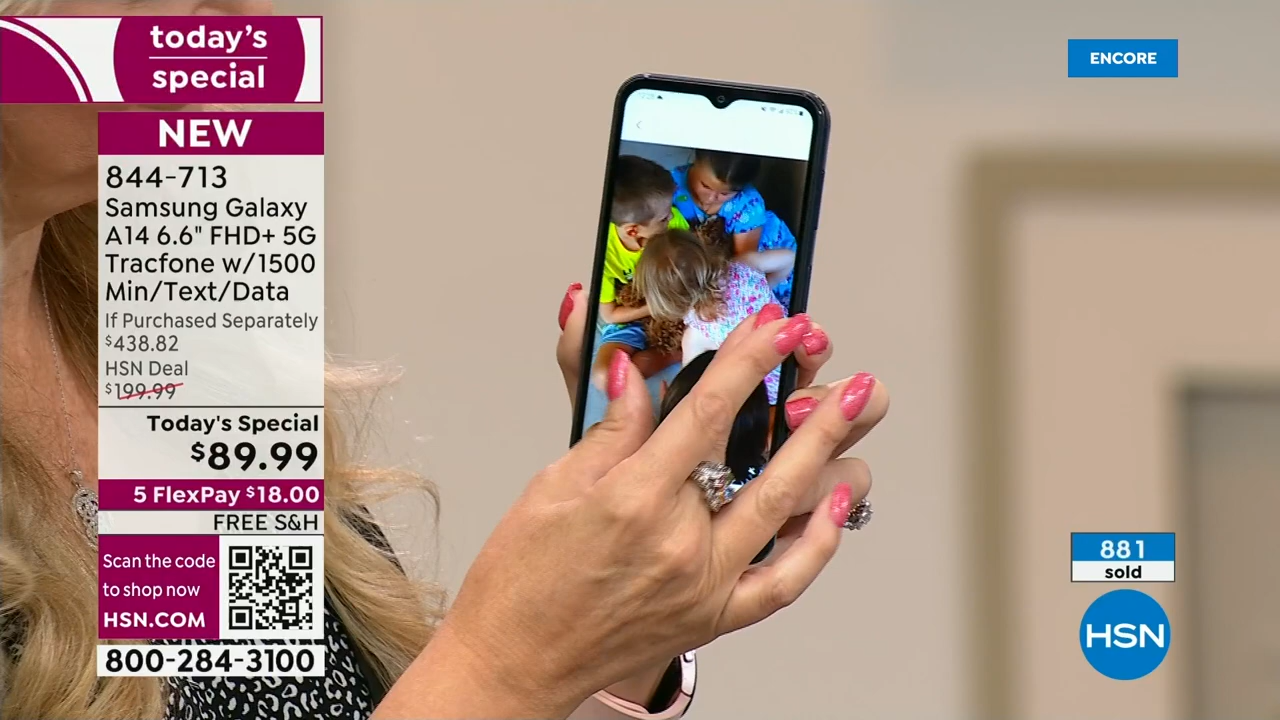 today's
special
NEW
844-713
Samsung Galaxy
A14 6.6" FHD+ 5G
Tracfone w/1500
Min/Text/Data
If Purchased Separately
$438.82
HSN Deal
$199.99
Today's Special
$89.99
5 FlexPay $18.00
FREE S&H
Scan the code
to shop now
HSN.COM
800-284-3100
ENCORE
881
sold
HSN